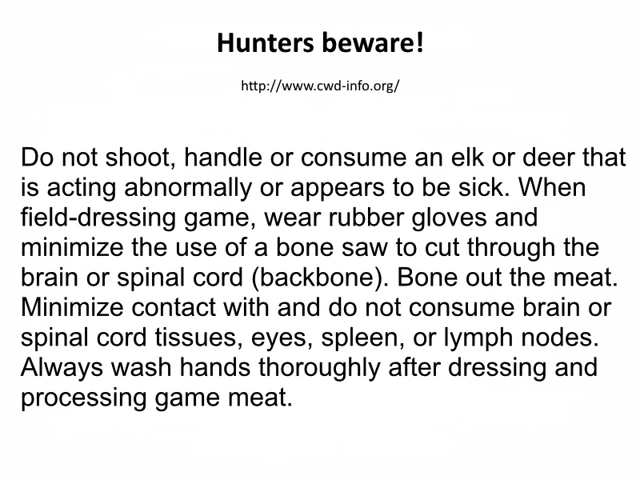 Hunters beware!
http://www.cwd-info.org/
Do not shoot, handle or consume an elk or deer that
is acting abnormally or appears to be sick. When
field-dressing game, wear rubber gloves and
minimize the use of a bone saw to cut through the
brain or spinal cord (backbone). Bone out the meat.
Minimize contact with and do not consume brain or
spinal cord tissues, eyes, spleen, or lymph nodes.
Always wash hands thoroughly after dressing and
processing game meat.